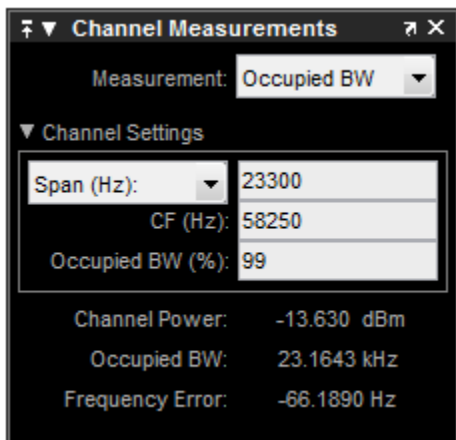 Channel Measurements
Measurement: Occupied BW
Channel Settings
Span (Hz): 23300
CF (Hz): 58250
Occupied BW (%): 99
Channel Power: -13.630 dBm
Occupied BW: 23.1643 kHz
Frequency Error: -66.1890 Hz